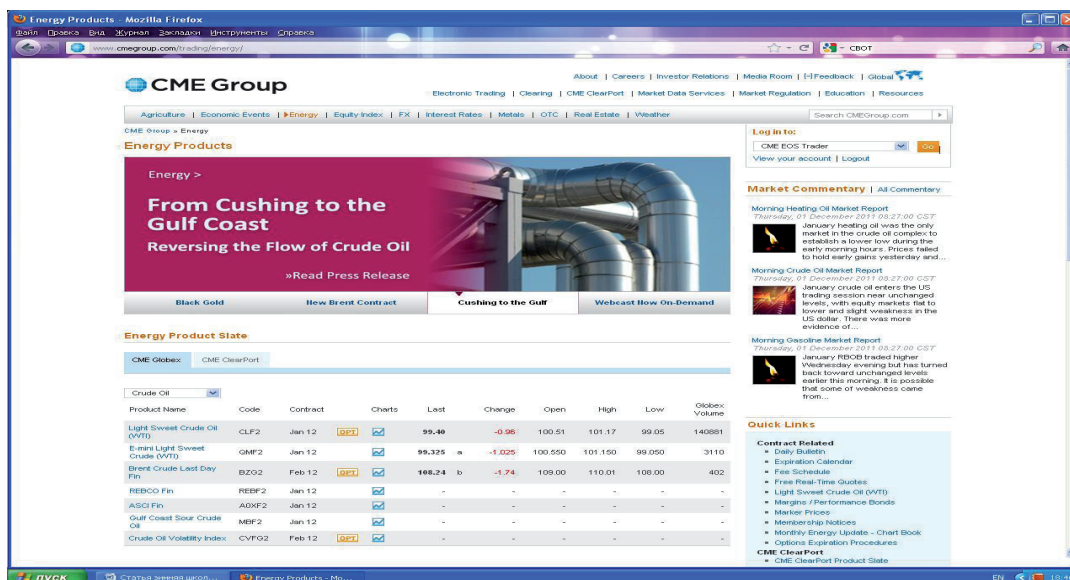 Energy Products - Mozilla Firefox
Файл Правка Вид Журнал Закладки Инструменты Справка
www.cmegroup.com/trading/energy/
CBOT
CME Group
About | Careers | Investor Relations | Media Room | [-] Feedback | Global
Electronic Trading | Clearing | CME ClearPort | Market Data Services | Market Regulation | Education | Resources
Agriculture | Economic Events | Energy | Equity Index | FX | Interest Rates | Metals | OTC | Real Estate | Weather
Search CMEGroup.com
CME Group » Energy
Energy Products
Energy >
From Cushing to the
Gulf Coast
Reversing the Flow of Crude Oil
»Read Press Release
Black Gold New Brent Contract Cushing to the Gulf Webcast Now On-Demand
Energy Product Slate
CME Globex CME ClearPort
Crude Oil
Product Name Code Contract Charts Last Change Open High Low Globex Volume
Light Sweet Crude Oil (WTI) CLF2 Jan 12 OPT 99.40 -0.96 100.51 101.17 99.05 140881
E-mini Light Sweet Crude (WTI) QMF2 Jan 12 99.325 a -1.025 100.550 101.150 99.050 3110
Brent Crude Last Day Fin BZG2 Feb 12 OPT 108.24 b -1.74 109.00 110.01 108.00 402
REBCO Fin REBF2 Jan 12 - - - - - -
ASCI Fin A0XF2 Jan 12 - - - - - -
Gulf Coast Sour Crude Oil MBF2 Jan 12 - - - - - -
Crude Oil Volatility Index CVFG2 Feb 12 OPT - - - - - -
Log in to:
CME EOS Trader Go
View your account | Logout
Market Commentary | All Commentary
Morning Heating Oil Market Report
Thursday, 01 December 2011 08:27:00 CST
January heating oil was the only
market in the crude oil complex to
establish a lower low during the
early morning hours. Prices failed
to hold early gains yesterday and...
Morning Crude Oil Market Report
Thursday, 01 December 2011 08:27:00 CST
January crude oil enters the US
trading session near unchanged
levels, with equity markets flat to
lower and slight weakness in the
US dollar. There was more
evidence of...
Morning Gasoline Market Report
Thursday, 01 December 2011 08:27:00 CST
January RBOB traded higher
Wednesday evening but has turned
back toward unchanged levels
earlier this morning. It is possible
that some of weakness came
from...
Quick Links
Contract Related
Daily Bulletin
Expiration Calendar
Fee Schedule
Free Real-Time Quotes
Light Sweet Crude Oil (WTI)
Margins / Performance Bonds
Marker Prices
Membership Notices
Monthly Energy Update - Chart Book
Options Expiration Procedures
CME ClearPort
CME ClearPort Product Slate
пуск Статья зимняя школ... Energy Products - Mo... EN